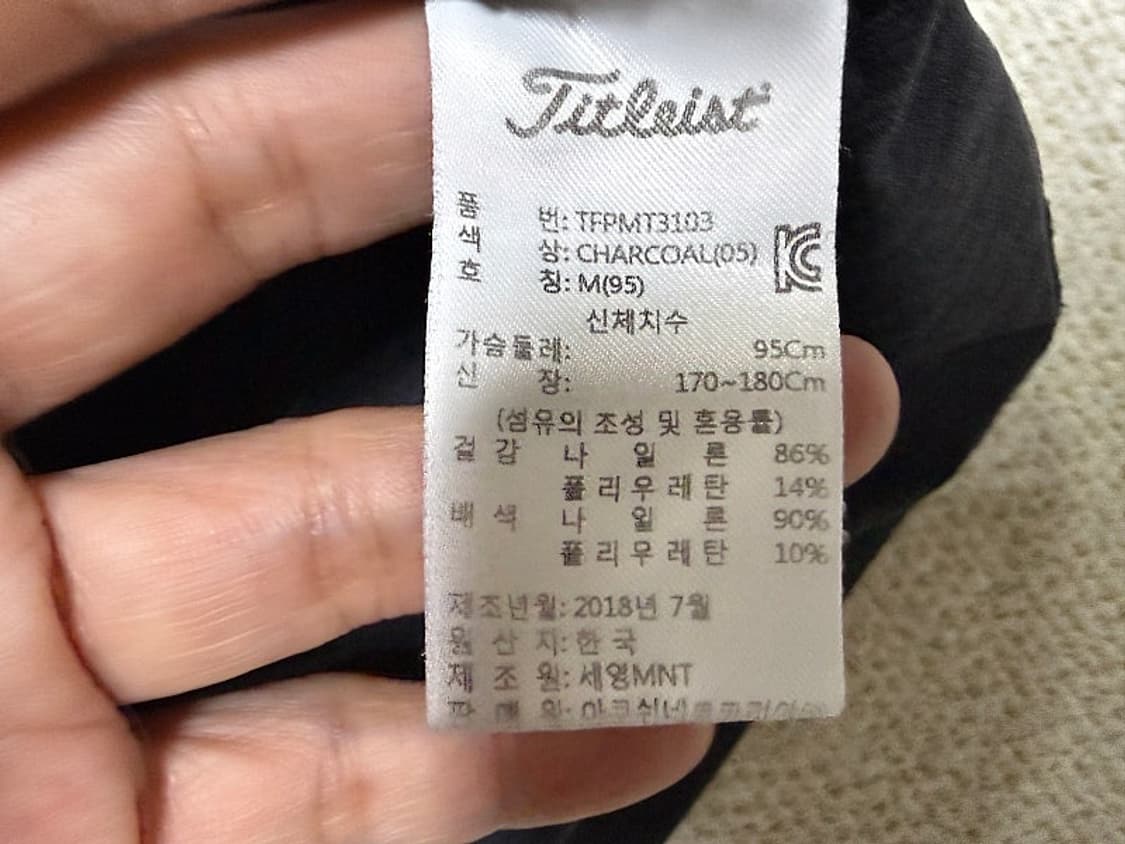 Titleist
품 번: TFPMT3103
색 상: CHARCOAL(05)
호 칭: M(95)
신체치수
가슴둘레: 95Cm
신 장: 170~180Cm
(섬유의 조성 및 혼용률)
겉 감 나 일 론 86%
폴 리 우 레 탄 14%
배 색 나 일 론 90%
폴 리 우 레 탄 10%
제조년월: 2018년 7월
원 산 지: 한 국
제 조 원: 세영MNT
판 매 원: